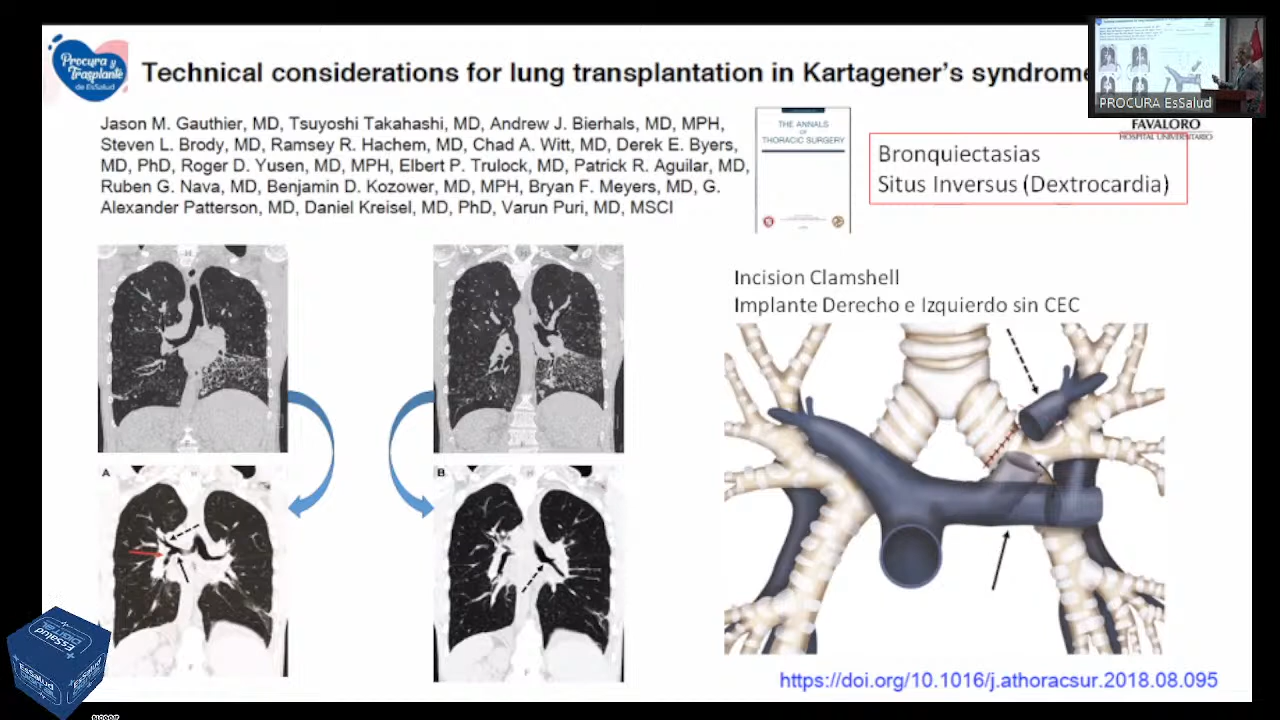 Procura y
Trasplante
de EsSalud
Technical considerations for lung transplantation in Kartagener's syndrome
PROCURA EsSalud
FAVALORO
HOSPITAL UNIVERSITARIO
Jason M. Gauthier, MD, Tsuyoshi Takahashi, MD, Andrew J. Bierhals, MD, MPH,
Steven L. Brody, MD, Ramsey R. Hachem, MD, Chad A. Witt, MD, Derek E. Byers,
MD, PhD, Roger D. Yusen, MD, MPH, Elbert P. Trulock, MD, Patrick R. Aguilar, MD,
Ruben G. Nava, MD, Benjamin D. Kozower, MD, MPH, Bryan F. Meyers, MD, G.
Alexander Patterson, MD, Daniel Kreisel, MD, PhD, Varun Puri, MD, MSCI
THE ANNALS
OF
THORACIC SURGERY
Bronquiectasias
Situs Inversus (Dextrocardia)
Incision Clamshell
Implante Derecho e Izquierdo sin CEC
H
H
F
A
H
B
H
F
F
https://doi.org/10.1016/j.athoracsur.2018.08.095
EsSalud
EsSalud